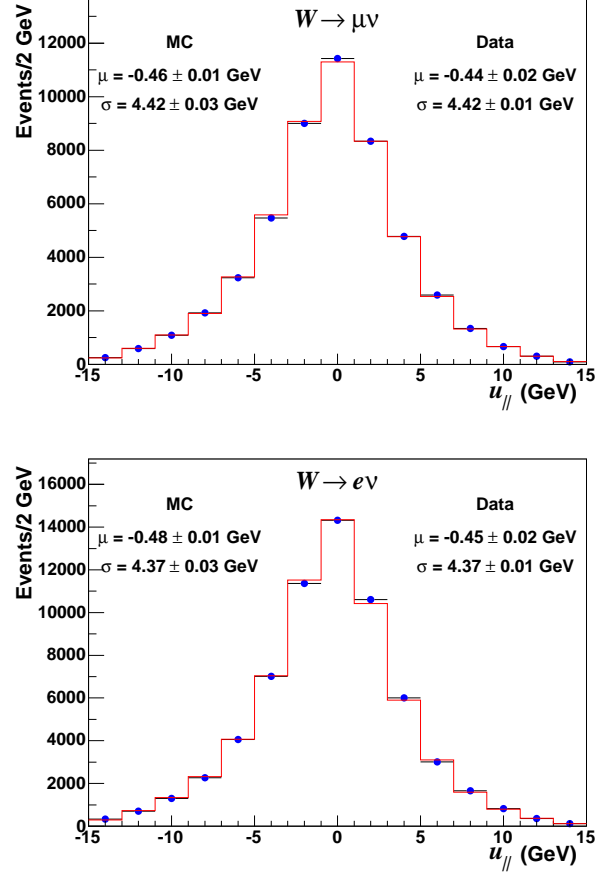 W → μν
MC
Data
μ = -0.46 ± 0.01 GeV
μ = -0.44 ± 0.02 GeV
σ = 4.42 ± 0.03 GeV
σ = 4.42 ± 0.01 GeV
Events/2 GeV
12000
10000
8000
6000
4000
2000
0
-15 -10 -5 0 5 10 15
u// (GeV)
W → eν
MC
Data
μ = -0.48 ± 0.01 GeV
μ = -0.45 ± 0.02 GeV
σ = 4.37 ± 0.03 GeV
σ = 4.37 ± 0.01 GeV
Events/2 GeV
16000
14000
12000
10000
8000
6000
4000
2000
0
-15 -10 -5 0 5 10 15
u// (GeV)